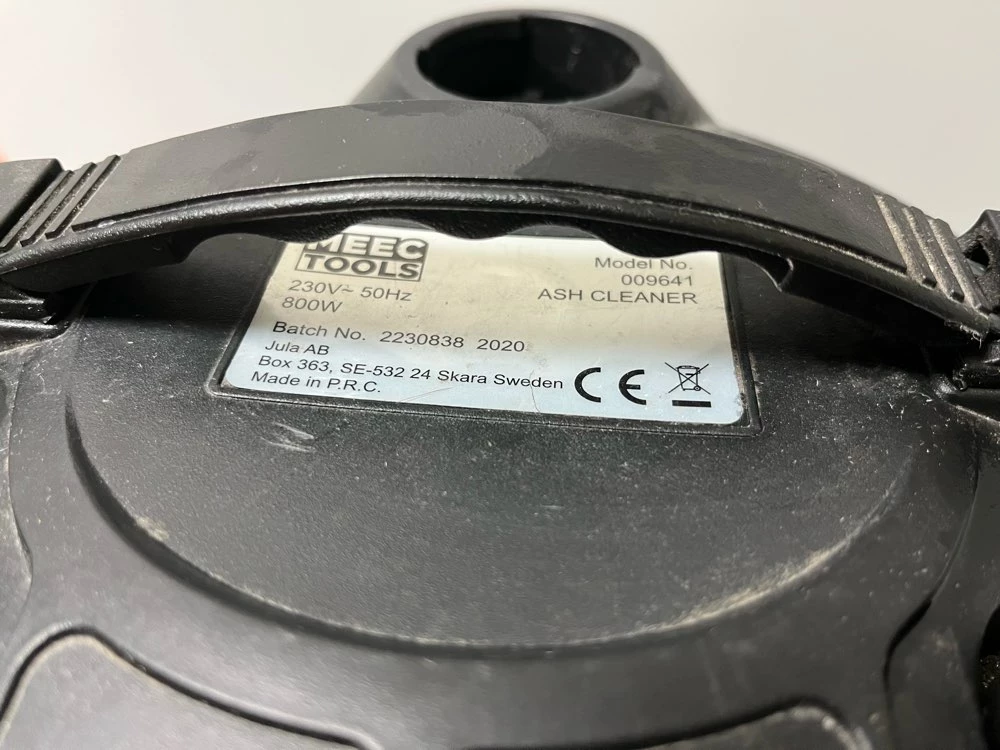 MEEC
TOOLS
230V~ 50Hz
800W
Model No.
009641
ASH CLEANER
Batch No. 2230838 2020
Jula AB
Box 363, SE-532 24 Skara Sweden
Made in P.R.C.
CE